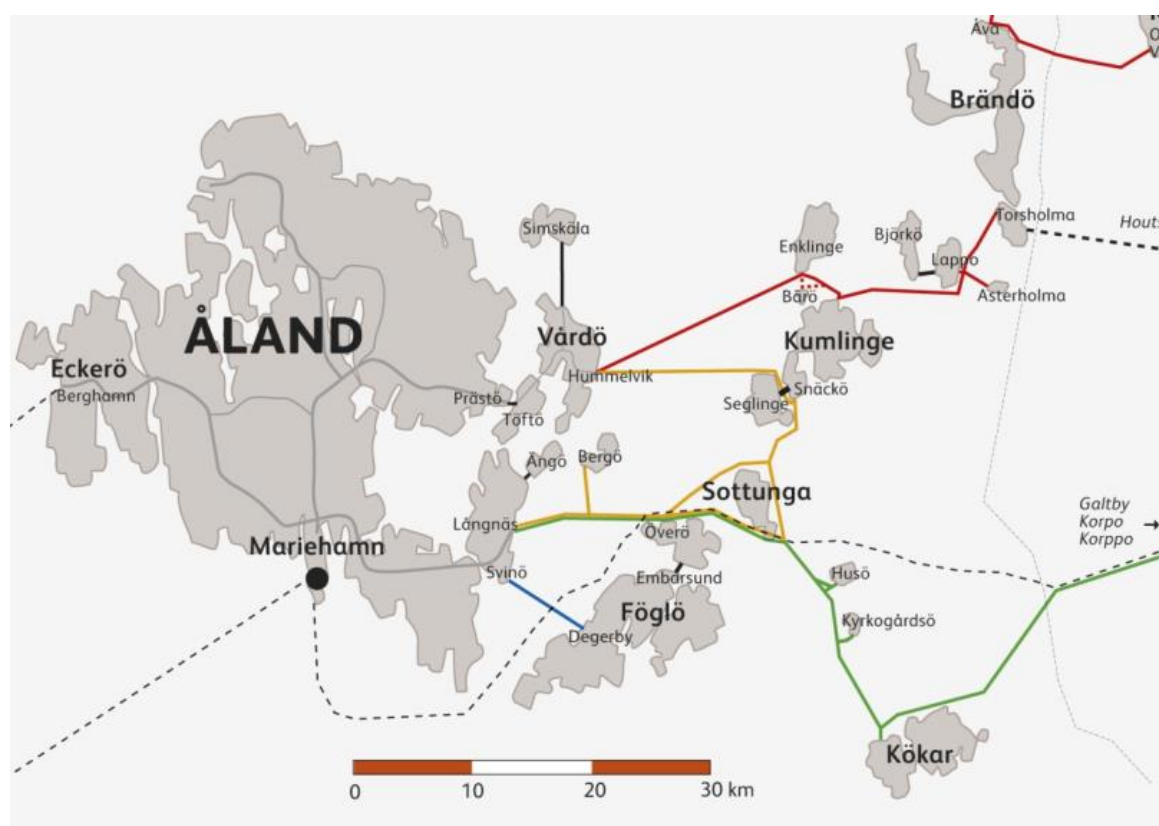 Åva
Brändö
Simskäla
Torsholma
Houts
Enklinge
Björkö
Lappo
Asterholma
Bärö
ÅLAND
Vårdö
Kumlinge
Eckerö
Berghamn
Hummelvik
Prästö
Töftö
Seglinge
Snäckö
Ängö
Bergö
Sottunga
Långnäs
Överö
Galtby
Korpo
Korppo
Mariehamn
Svinö
Embarsund
Husö
Föglö
Degerby
Kyrkogårdsö
Kökar
0 10 20 30 km